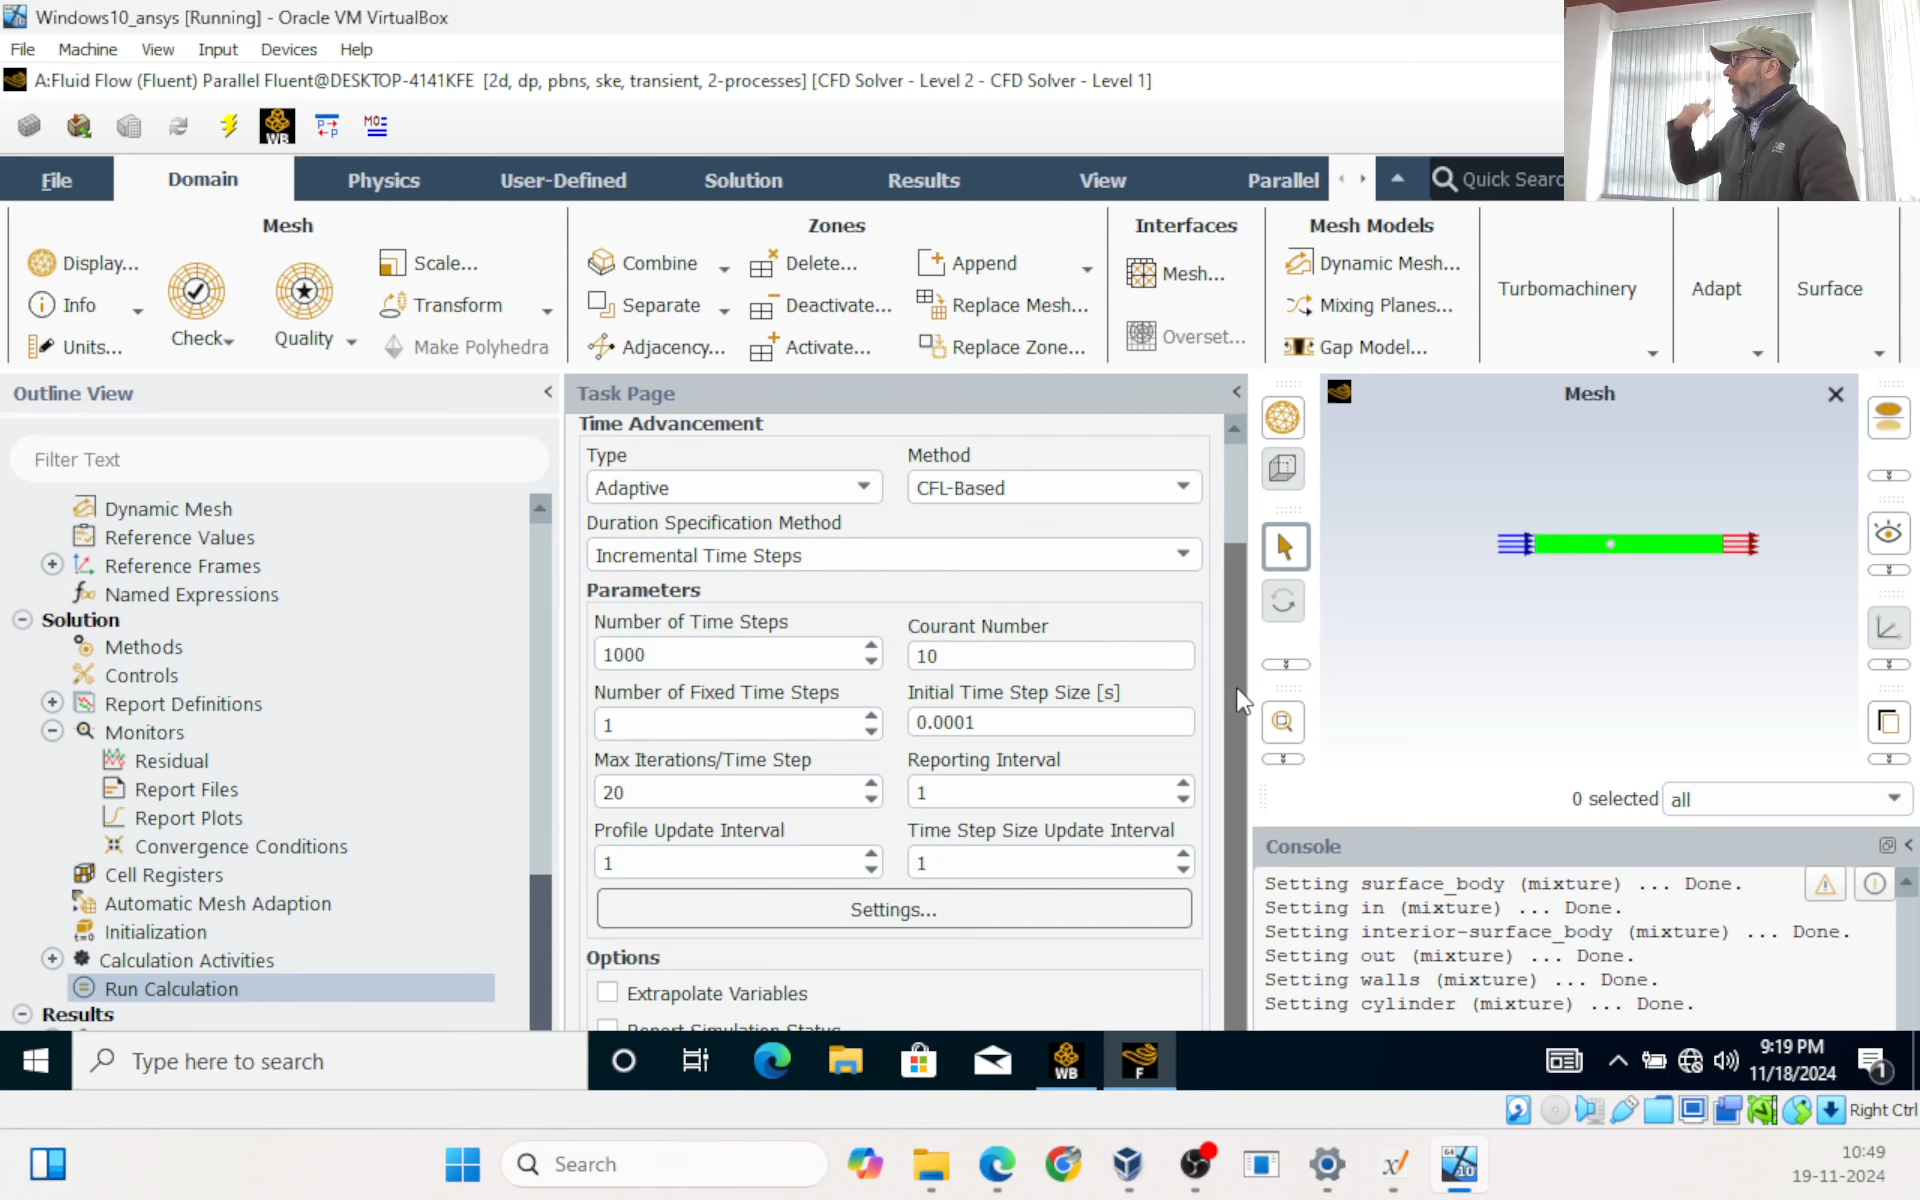 Windows10_ansys [Running] - Oracle VM VirtualBox
File Machine View Input Devices Help
A:Fluid Flow (Fluent) Parallel Fluent@DESKTOP-4141KFE [2d, dp, pbns, ske, transient, 2-processes] [CFD Solver - Level 2 - CFD Solver - Level 1]
WB
File Domain Physics User-Defined Solution Results View Parallel Quick Searc
Mesh Zones Interfaces Mesh Models
Display... Scale... Combine Delete... Append Mesh... Dynamic Mesh...
Info Check Quality Transform Separate Deactivate... Replace Mesh... Mixing Planes... Turbomachinery Adapt Surface
Units... Make Polyhedra Adjacency... Activate... Replace Zone... Overset... Gap Model...
Outline View
Filter Text
Dynamic Mesh
Reference Values
Reference Frames
Named Expressions
Solution
Methods
Controls
Report Definitions
Monitors
Residual
Report Files
Report Plots
Convergence Conditions
Cell Registers
Automatic Mesh Adaption
Initialization
Calculation Activities
Run Calculation
Results
Task Page
Time Advancement
Type Method
Adaptive CFL-Based
Duration Specification Method
Incremental Time Steps
Parameters
Number of Time Steps Courant Number
1000 10
Number of Fixed Time Steps Initial Time Step Size [s]
1 0.0001
Max Iterations/Time Step Reporting Interval
20 1
Profile Update Interval Time Step Size Update Interval
1 1
Settings...
Options
Extrapolate Variables
Report Simulation Status
Mesh
0 selected all
Console
Setting surface_body (mixture) ... Done.
Setting in (mixture) ... Done.
Setting interior-surface_body (mixture) ... Done.
Setting out (mixture) ... Done.
Setting walls (mixture) ... Done.
Setting cylinder (mixture) ... Done.
Type here to search WB F 9:19 PM
11/18/2024 1
Right Ctrl
Search 10:49
19-11-2024